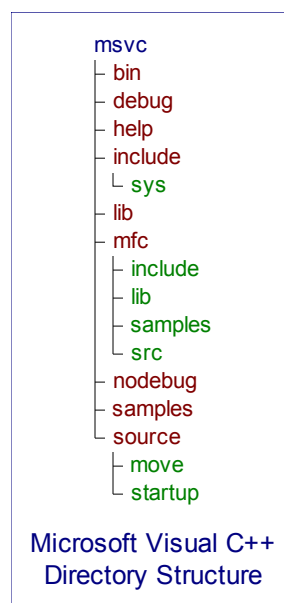 msvc
bin
debug
help
include
sys
lib
mfc
include
lib
samples
src
nodebug
samples
source
move
startup
Microsoft Visual C++
Directory Structure